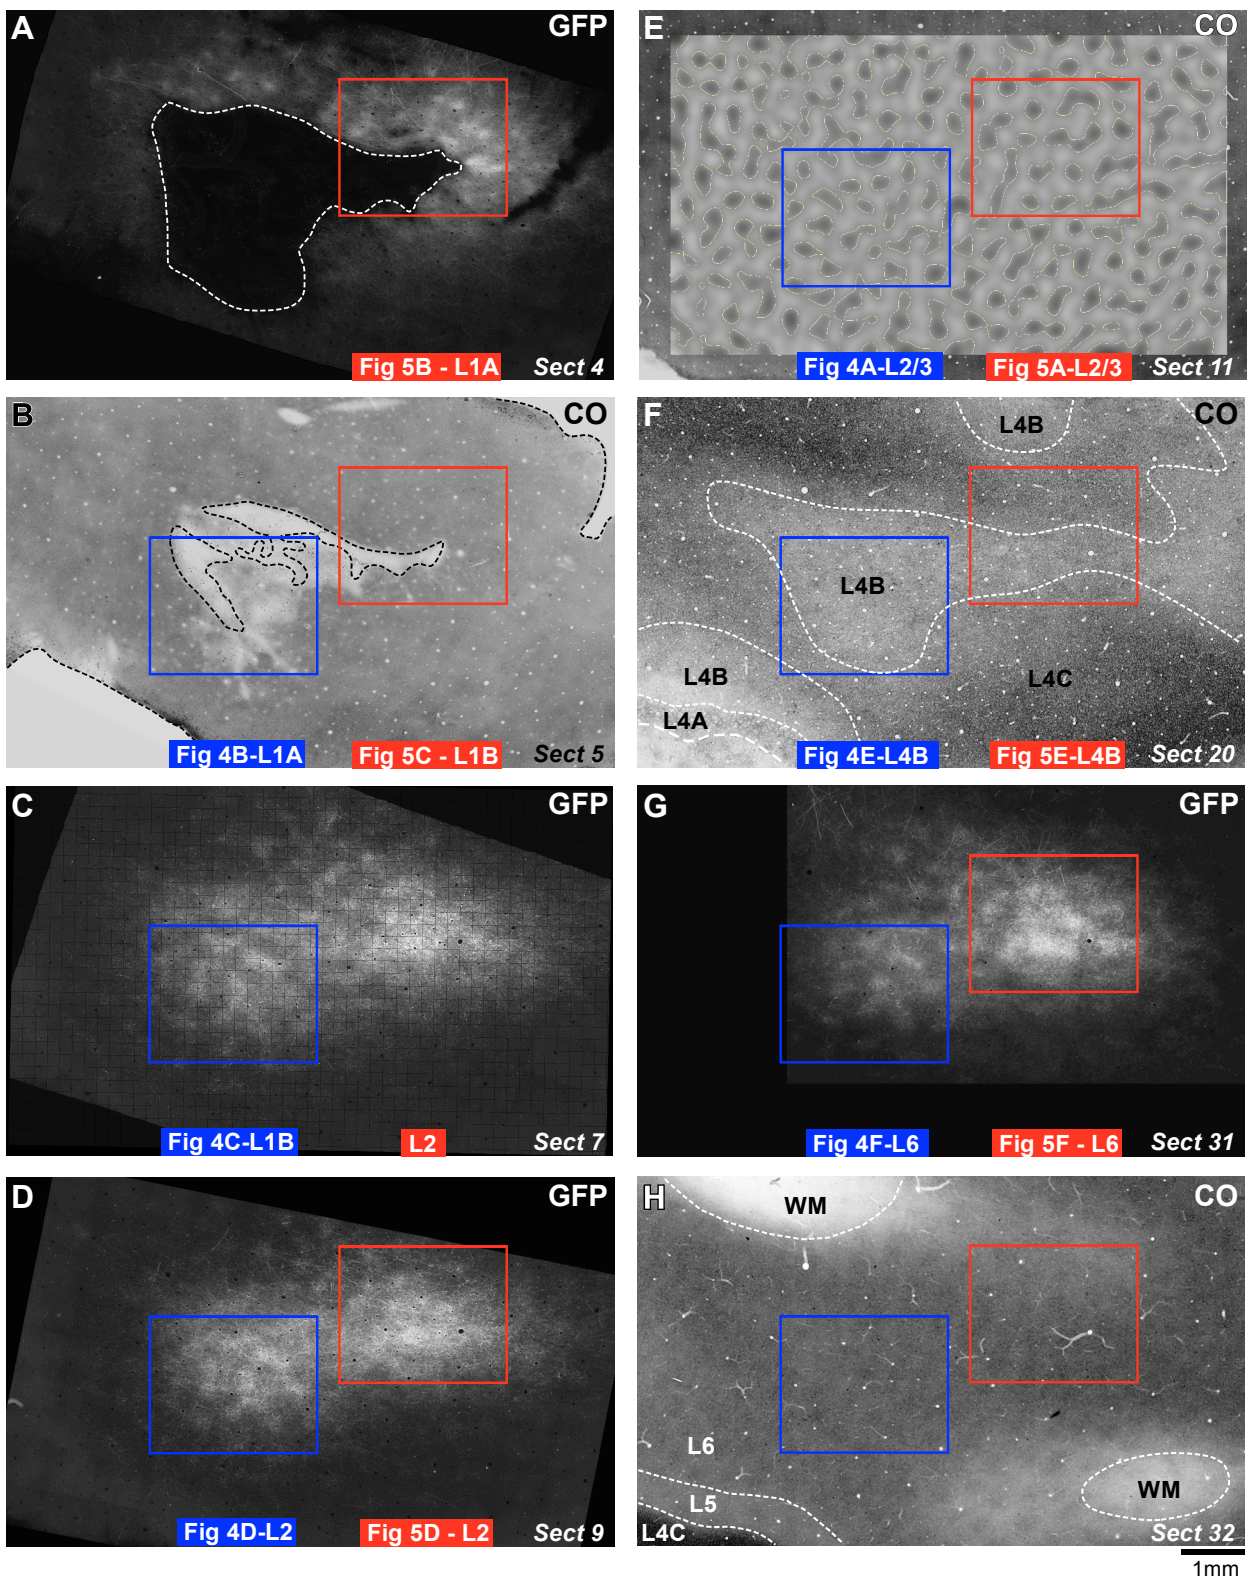 A
GFP
Fig 5B - L1A
Sect 4
B
CO
Fig 4B-L1A
Fig 5C - L1B
Sect 5
C
GFP
Fig 4C-L1B
L2
Sect 7
D
GFP
Fig 4D-L2
Fig 5D - L2
Sect 9
E
CO
Fig 4A-L2/3
Fig 5A-L2/3
Sect 11
F
CO
L4B
L4B
L4B
L4C
L4A
Fig 4E-L4B
Fig 5E-L4B
Sect 20
G
GFP
Fig 4F-L6
Fig 5F - L6
Sect 31
H
CO
WM
L6
L5
WM
L4C
Sect 32
1mm